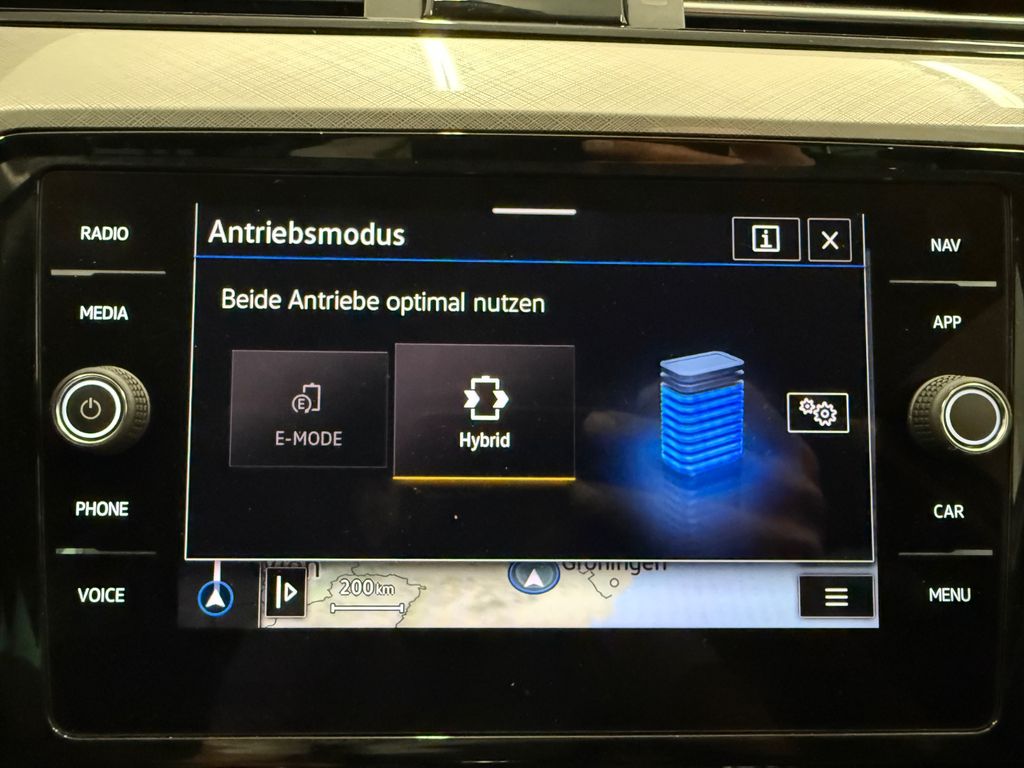 RADIO
MEDIA
PHONE
VOICE
Antriebsmodus
i
Beide Antriebe optimal nutzen
E
E-MODE
Hybrid
200 km
Groningen
NAV
APP
CAR
MENU